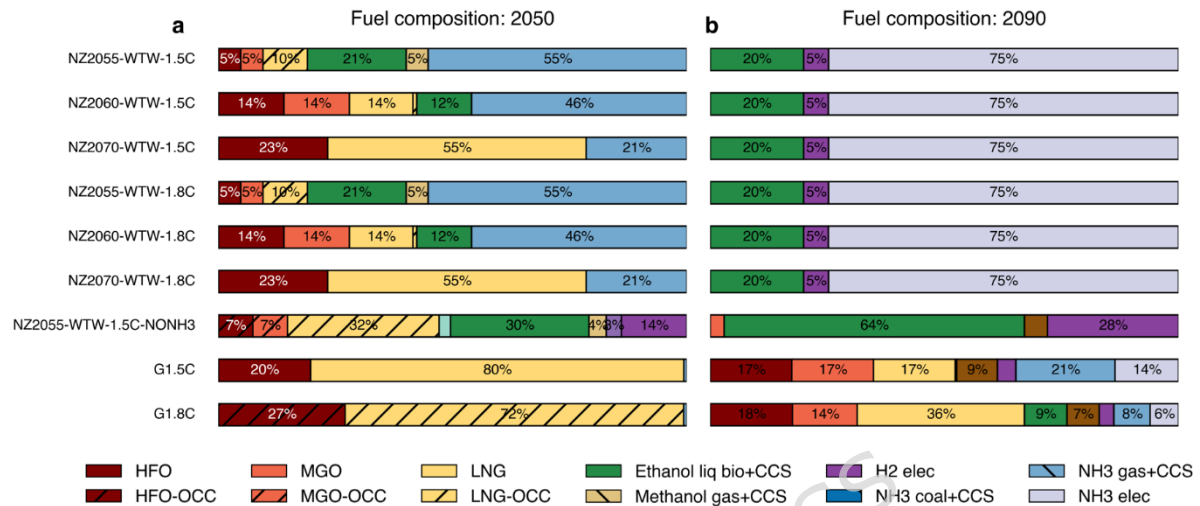 a Fuel composition: 2050
b Fuel composition: 2090
NZ2055-WTW-1.5C 5% 5% 10% 21% 5% 55% 20% 5% 75%
NZ2060-WTW-1.5C 14% 14% 14% 12% 46% 20% 5% 75%
NZ2070-WTW-1.5C 23% 55% 21% 20% 5% 75%
NZ2055-WTW-1.8C 5% 5% 10% 21% 5% 55% 20% 5% 75%
NZ2060-WTW-1.8C 14% 14% 14% 12% 46% 20% 5% 75%
NZ2070-WTW-1.8C 23% 55% 21% 20% 5% 75%
NZ2055-WTW-1.5C-NONH3 7% 7% 32% 30% 4% 3% 14% 64% 28%
G1.5C 20% 80% 17% 17% 17% 9% 21% 14%
G1.8C 27% 72% 18% 14% 36% 9% 7% 8% 6%
HFO MGO LNG Ethanol liq bio+CCS H2 elec NH3 gas+CCS
HFO-OCC MGO-OCC LNG-OCC Methanol gas+CCS NH3 coal+CCS NH3 elec